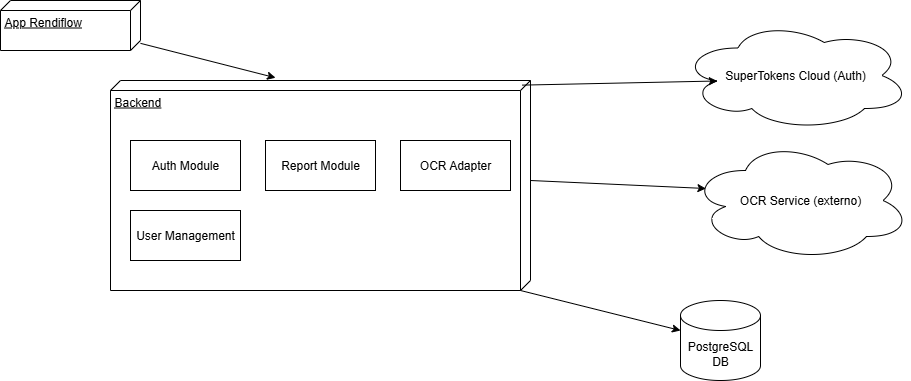 App Rendiflow
SuperTokens Cloud (Auth)
Backend
Auth Module
Report Module
OCR Adapter
OCR Service (externo)
User Management
PostgreSQL
DB